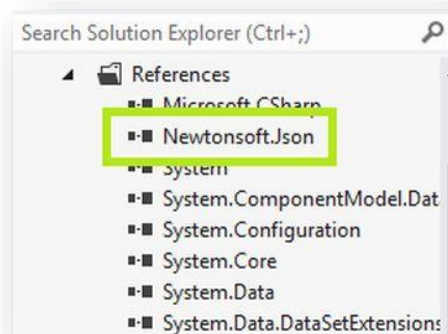 Search Solution Explorer (Ctrl+;)
References
Microsoft.CSharp
Newtonsoft.Json
System
System.ComponentModel.Dat
System.Configuration
System.Core
System.Data
System.Data.DataSetExtensions